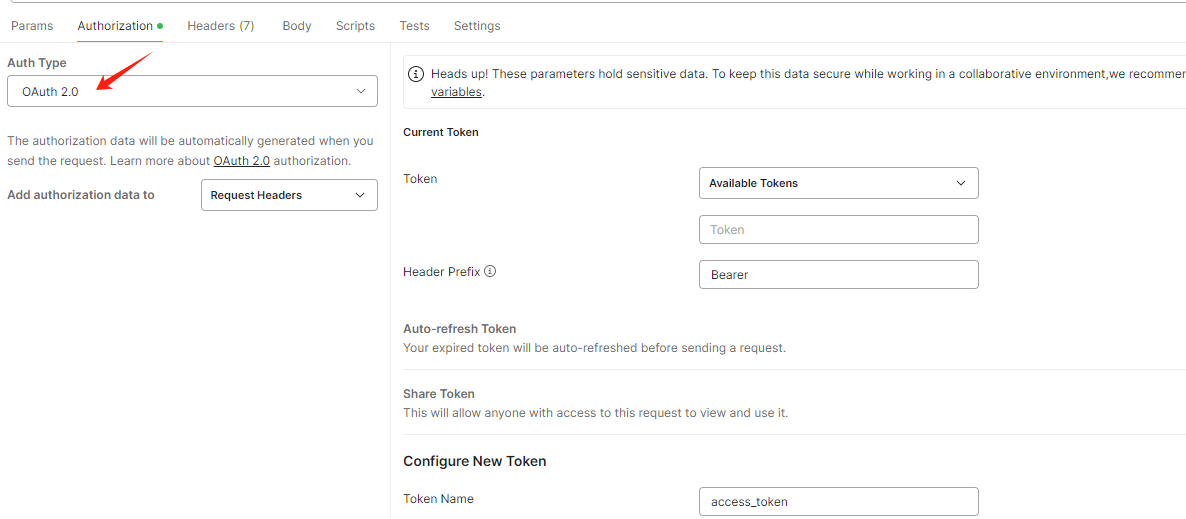 Params Authorization Headers (7) Body Scripts Tests Settings
Auth Type
OAuth 2.0
The authorization data will be automatically generated when you
send the request. Learn more about OAuth 2.0 authorization.
Add authorization data to Request Headers
Heads up! These parameters hold sensitive data. To keep this data secure while working in a collaborative environment,we recommen
variables.
Current Token
Token Available Tokens
Token
Header Prefix Bearer
Auto-refresh Token
Your expired token will be auto-refreshed before sending a request.
Share Token
This will allow anyone with access to this request to view and use it.
Configure New Token
Token Name access_token